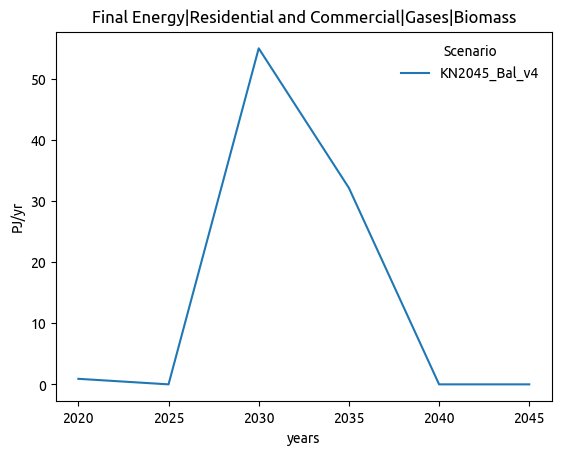 Final Energy|Residential and Commercial|Gases|Biomass
Scenario
KN2045_Bal_v4
PJ/yr
50
40
30
20
10
0
2020 2025 2030 2035 2040 2045
years